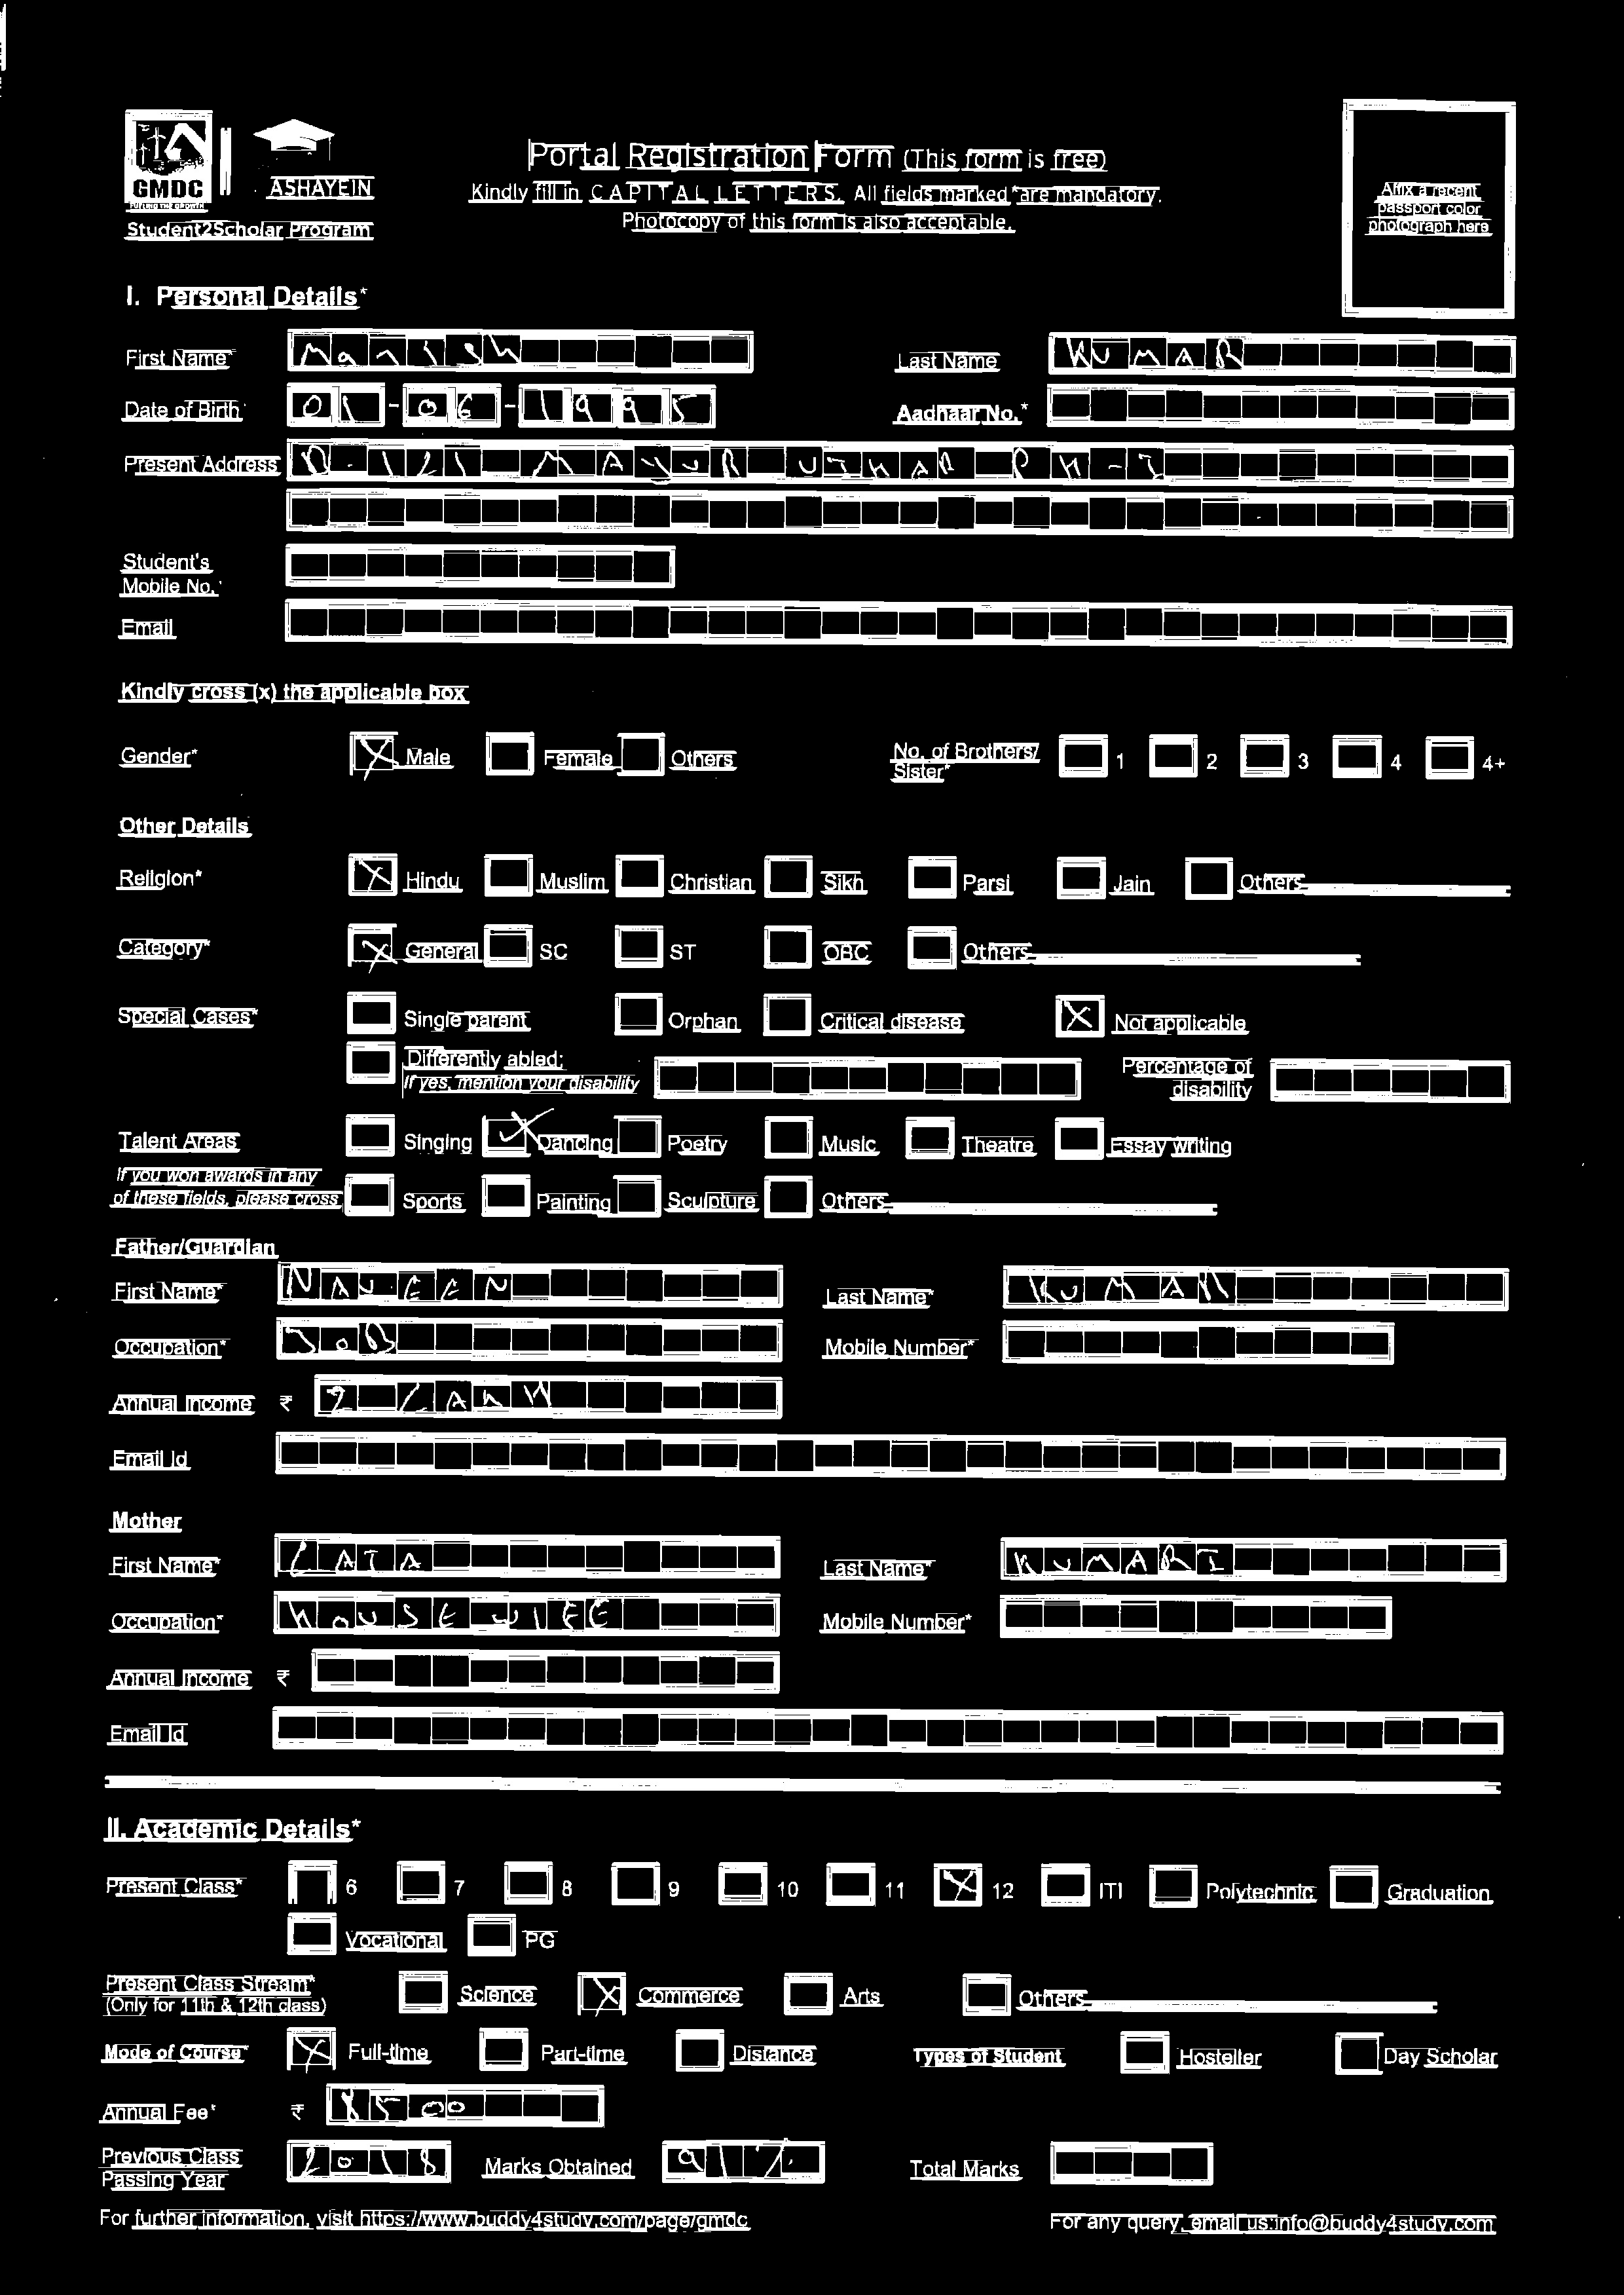 GMDC
PURSUING THE GROWTH
ASHAYEIN
Student2Scholar Program
Portal Registration Form (This form is free)
Kindly fill in CAPITAL LETTERS. All fields marked *are mandatory.
Photocopy of this form is also acceptable.
Affix a recent
passport color
photograph here
I. Personal Details*
First Name* Manish Last Name KUMAR
Date of Birth* 01-06-1995 Aadhaar No.*
Present Address D-121 MAYUR VIHAR PH-I
Student's
Mobile No.*
Email
Kindly cross (x) the applicable box
Gender* X Male Female Others No. of Brothers/
Sister* 1 2 3 4 4+
Other Details
Religion* X Hindu Muslim Christian Sikh Parsi Jain Others
Category* X General SC ST OBC Others
Special Cases* Single parent Orphan Critical disease X Not applicable
Differently abled:
If yes, mention your disability Percentage of
disability
Talent Areas Singing X Dancing Poetry Music Theatre Essay writing
If you won awards in any
of these fields, please cross Sports Painting Sculpture Others
Father/Guardian
First Name* NAVEEN Last Name* KUMAR
Occupation* JOB Mobile Number*
Annual Income ₹ 2 LAKH
Email Id
Mother
First Name* LATA Last Name* KUMARI
Occupation* HOUSE WIFE Mobile Number*
Annual Income ₹
Email Id
II. Academic Details*
Present Class* 6 7 8 9 10 11 X 12 ITI Polytechnic Graduation
Vocational PG
Present Class Stream*
(Only for 11th & 12th class) Science X Commerce Arts Others
Mode of Course* X Full-time Part-time Distance Types of Student Hosteller Day Scholar
Annual Fee* ₹ 8500
Previous Class
Passing Year 2018 Marks Obtained 91% Total Marks
For further information, visit https://www.buddy4study.com/page/gmdc For any query, email us:info@buddy4study.com